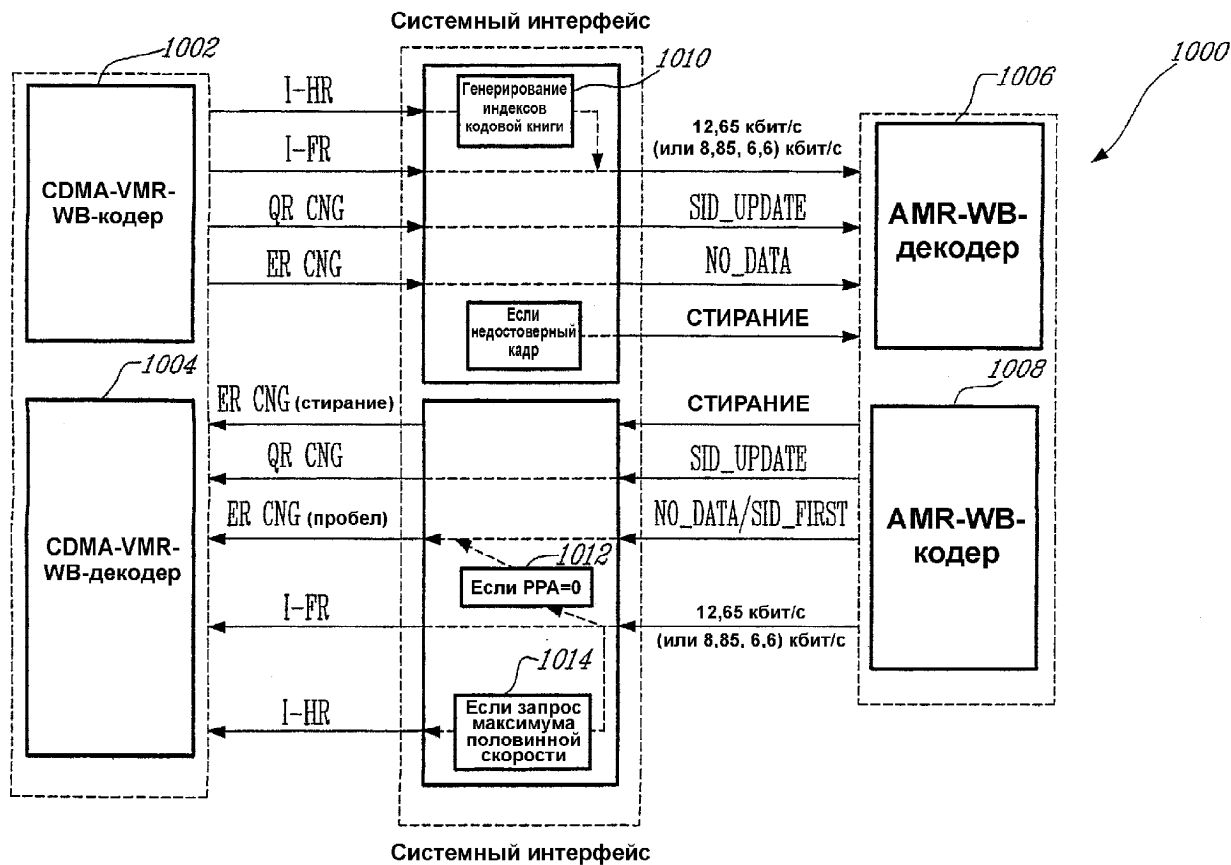 Системный интерфейс
1002
1010
1000
1006
I-HR
Генерирование
индексов
кодовой книги
12,65 кбит/с
(или 8,85, 6,6) кбит/с
I-FR
CDMA-VMR-
WB-кодер
QR CNG
SID_UPDATE
AMR-WB-
декодер
ER CNG
NO_DATA
Если
недостоверный
кадр
СТИРАНИЕ
1004
1008
ER CNG (стирание)
СТИРАНИЕ
QR CNG
SID_UPDATE
ER CNG (пробел)
NO_DATA/SID_FIRST
AMR-WB-
кодер
CDMA-VMR-
WB-декодер
1012
Если PPA=0
I-FR
12,65 кбит/с
(или 8,85, 6,6) кбит/с
1014
I-HR
Если запрос
максимума
половинной
скорости
Системный интерфейс